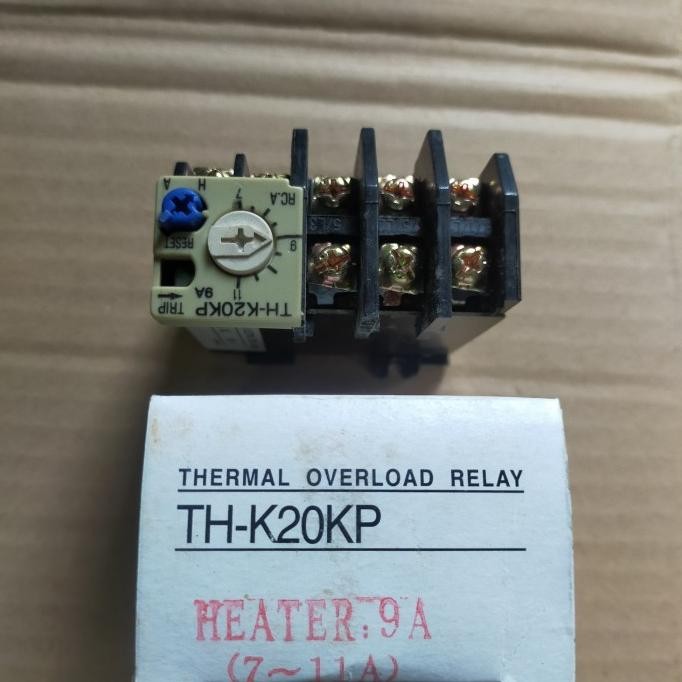 A H
7
RC.A
RESET
9
11
9A
TRIP
TH-K20KP
THERMAL OVERLOAD RELAY
TH-K20KP
HEATER:9A
(7~11A)